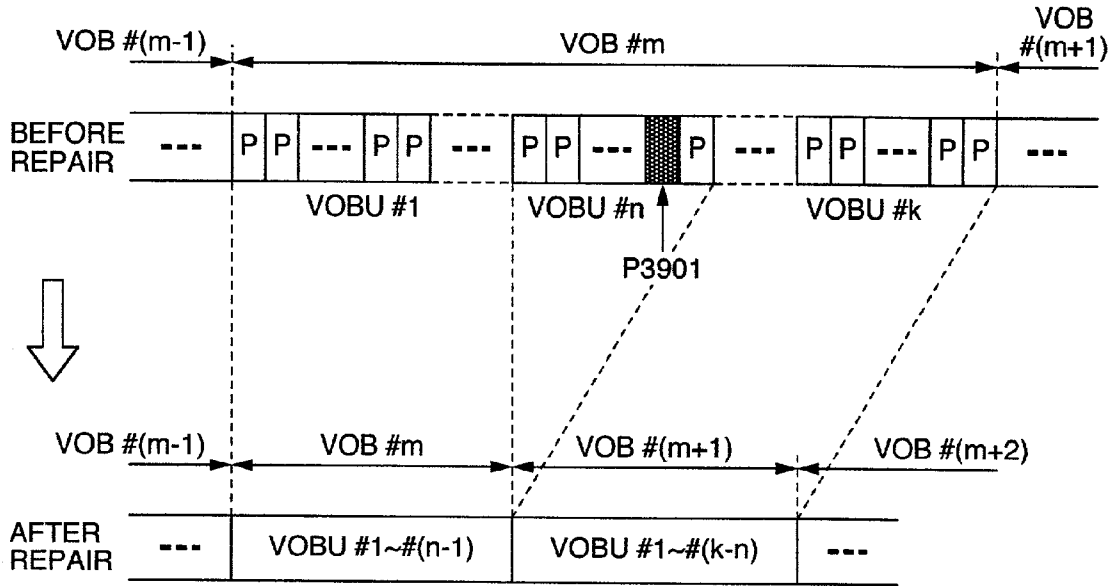 VOB #(m-1)
VOB #m
VOB
#(m+1)
BEFORE
REPAIR
--- P P --- P P --- P P --- P --- P P --- P P ---
VOBU #1
VOBU #n
VOBU #k
P3901
VOB #(m-1)
VOB #m
VOB #(m+1)
VOB #(m+2)
AFTER
REPAIR
--- VOBU #1~#(n-1) VOBU #1~#(k-n) ---